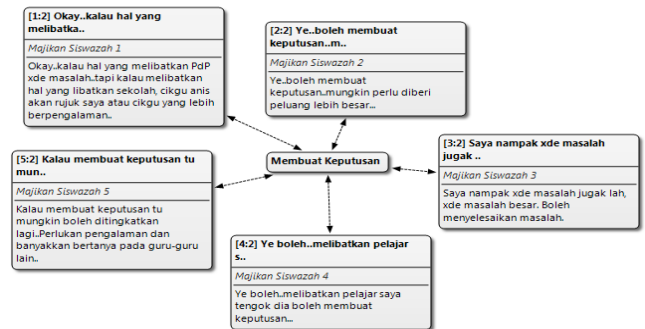 [1:2] Okay..kalau hal yang
melibatka..
Majikan Siswazah 1
Okay..kalau hal yang melibatkan PdP
xde masalah..tapi kalau melibatkan
hal yang libatkan sekolah, cikgu anis
akan rujuk saya atau cikgu yang lebih
berpengalaman..
[2:2] Ye..boleh membuat
keputusan..m..
Majikan Siswazah 2
Ye..boleh membuat
keputusan..mungkin perlu diberi
peluang lebih besar...
[5:2] Kalau membuat keputusan tu
mun..
Majikan Siswazah 5
Kalau membuat keputusan tu
mungkin boleh ditingkatkan
lagi..Perlukan pengalaman dan
banyakkan bertanya pada guru-guru
lain..
Membuat Keputusan
[3:2] Saya nampak xde masalah
jugak ..
Majikan Siswazah 3
Saya nampak xde masalah jugak lah,
xde masalah besar. Boleh
menyelesaikan masalah.
[4:2] Ye boleh..melibatkan pelajar
s..
Majikan Siswazah 4
Ye boleh..melibatkan pelajar saya
tengok dia boleh membuat
keputusan...